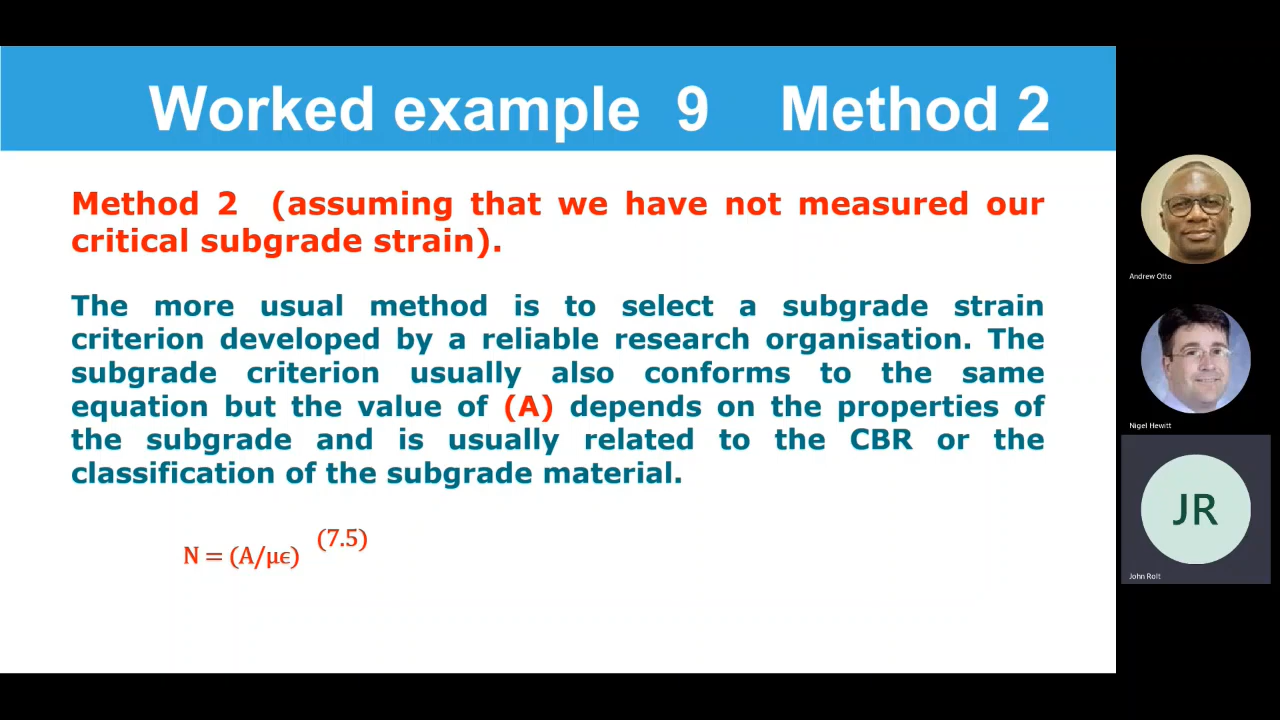 Worked example 9 Method 2
Method 2 (assuming that we have not measured our
critical subgrade strain).
The more usual method is to select a subgrade strain
criterion developed by a reliable research organisation. The
subgrade criterion usually also conforms to the same
equation but the value of (A) depends on the properties of
the subgrade and is usually related to the CBR or the
classification of the subgrade material.
N = (A/μϵ) (7.5)
Andrew Otto
Nigel Hewitt
JR
John Rolt